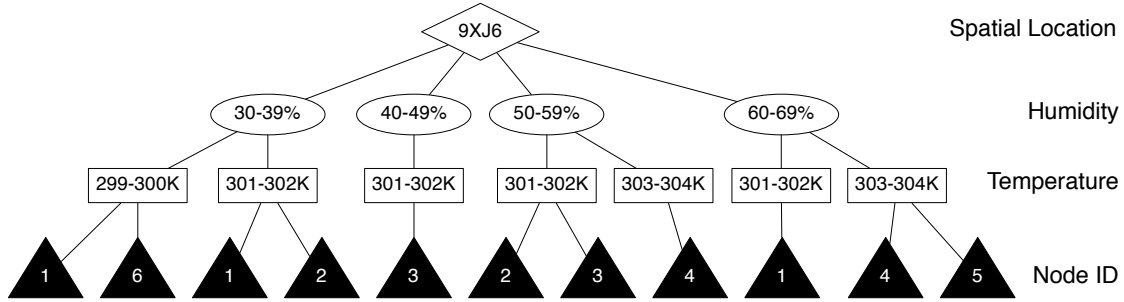 9XJ6 Spatial Location
30-39% 40-49% 50-59% 60-69% Humidity
299-300K 301-302K 301-302K 301-302K 303-304K 301-302K 303-304K Temperature
1 6 1 2 3 2 3 4 1 4 5 Node ID